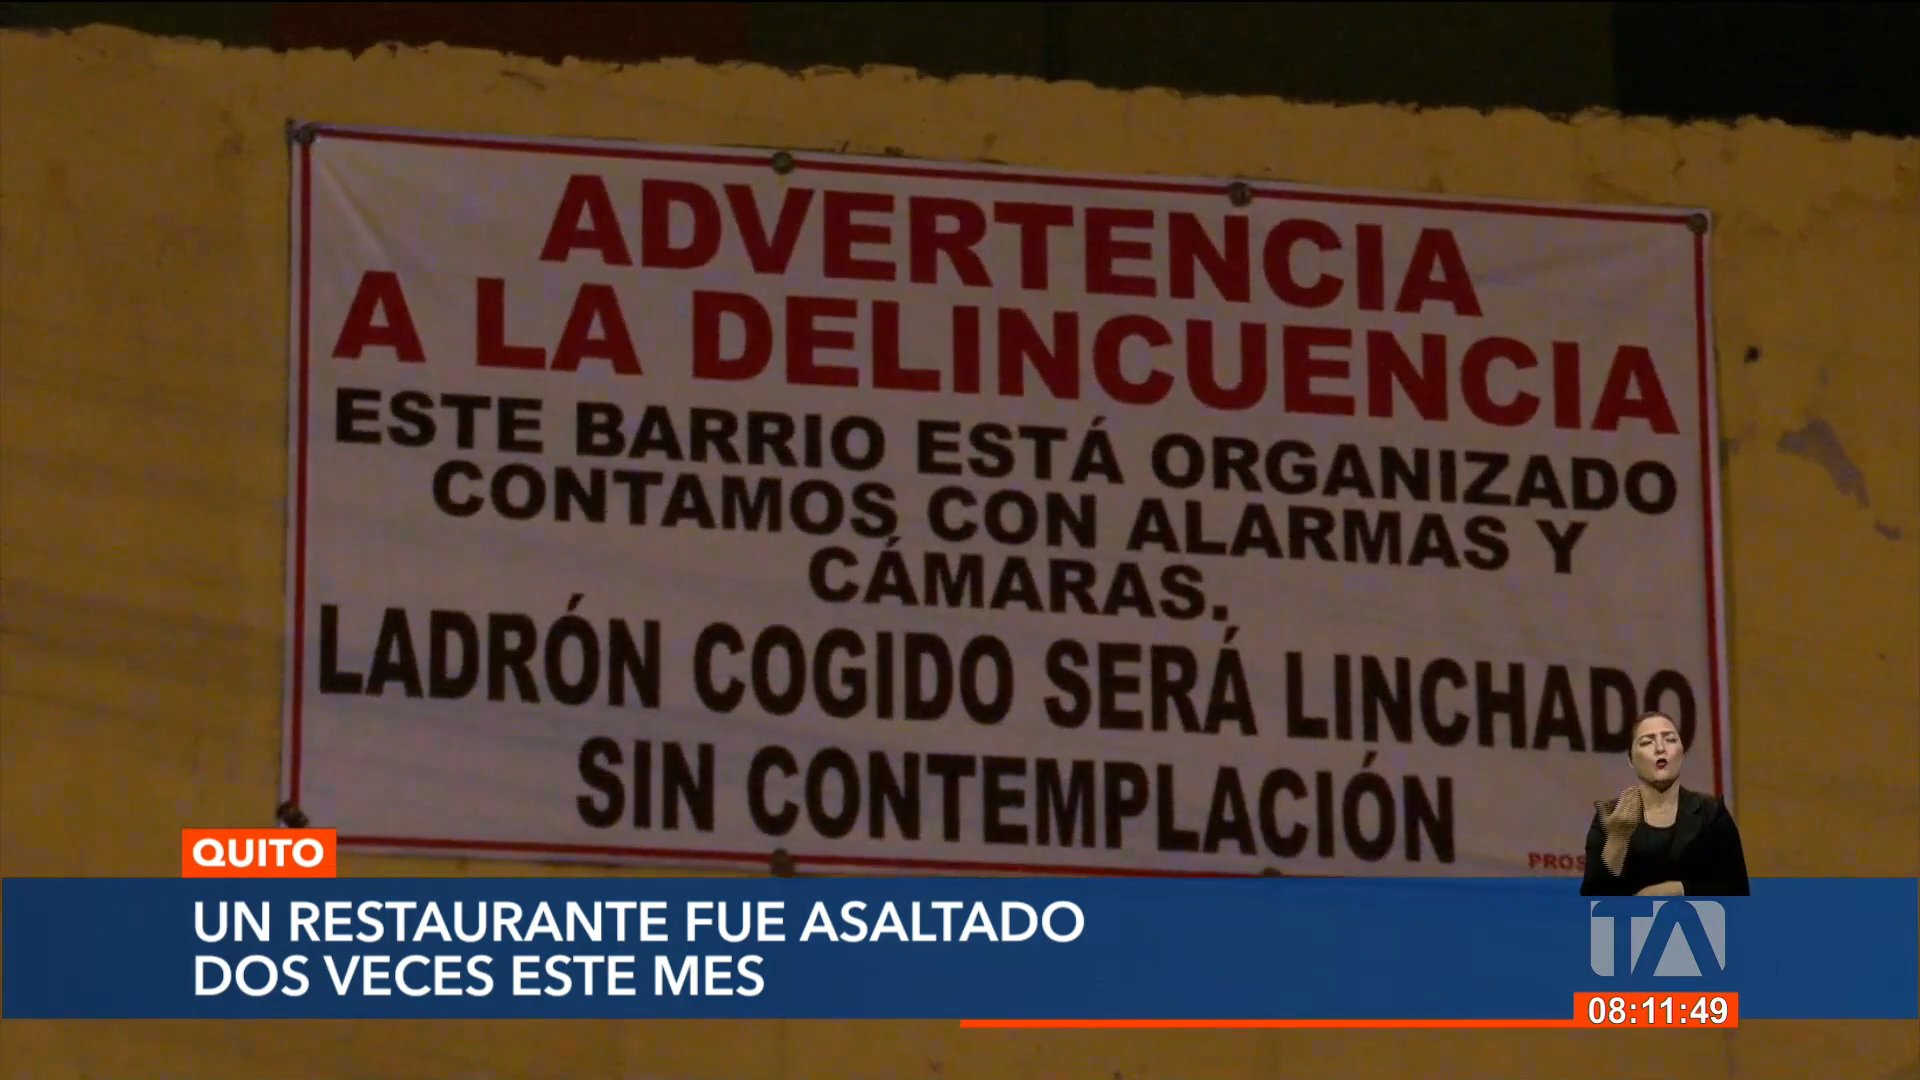 ADVERTENCIA
A LA DELINCUENCIA
ESTE BARRIO ESTÁ ORGANIZADO
CONTAMOS CON ALARMAS Y
CÁMARAS.
LADRÓN COGIDO SERÁ LINCHADO
SIN CONTEMPLACIÓN
QUITO
UN RESTAURANTE FUE ASALTADO
DOS VECES ESTE MES
TA
08:11:49